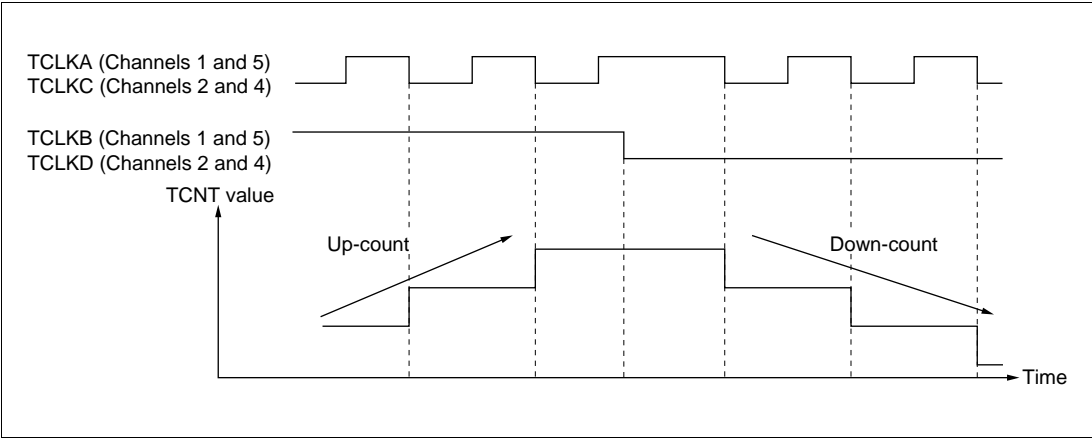 TCLKA (Channels 1 and 5)
TCLKC (Channels 2 and 4)
TCLKB (Channels 1 and 5)
TCLKD (Channels 2 and 4)
TCNT value
Up-count
Down-count
Time